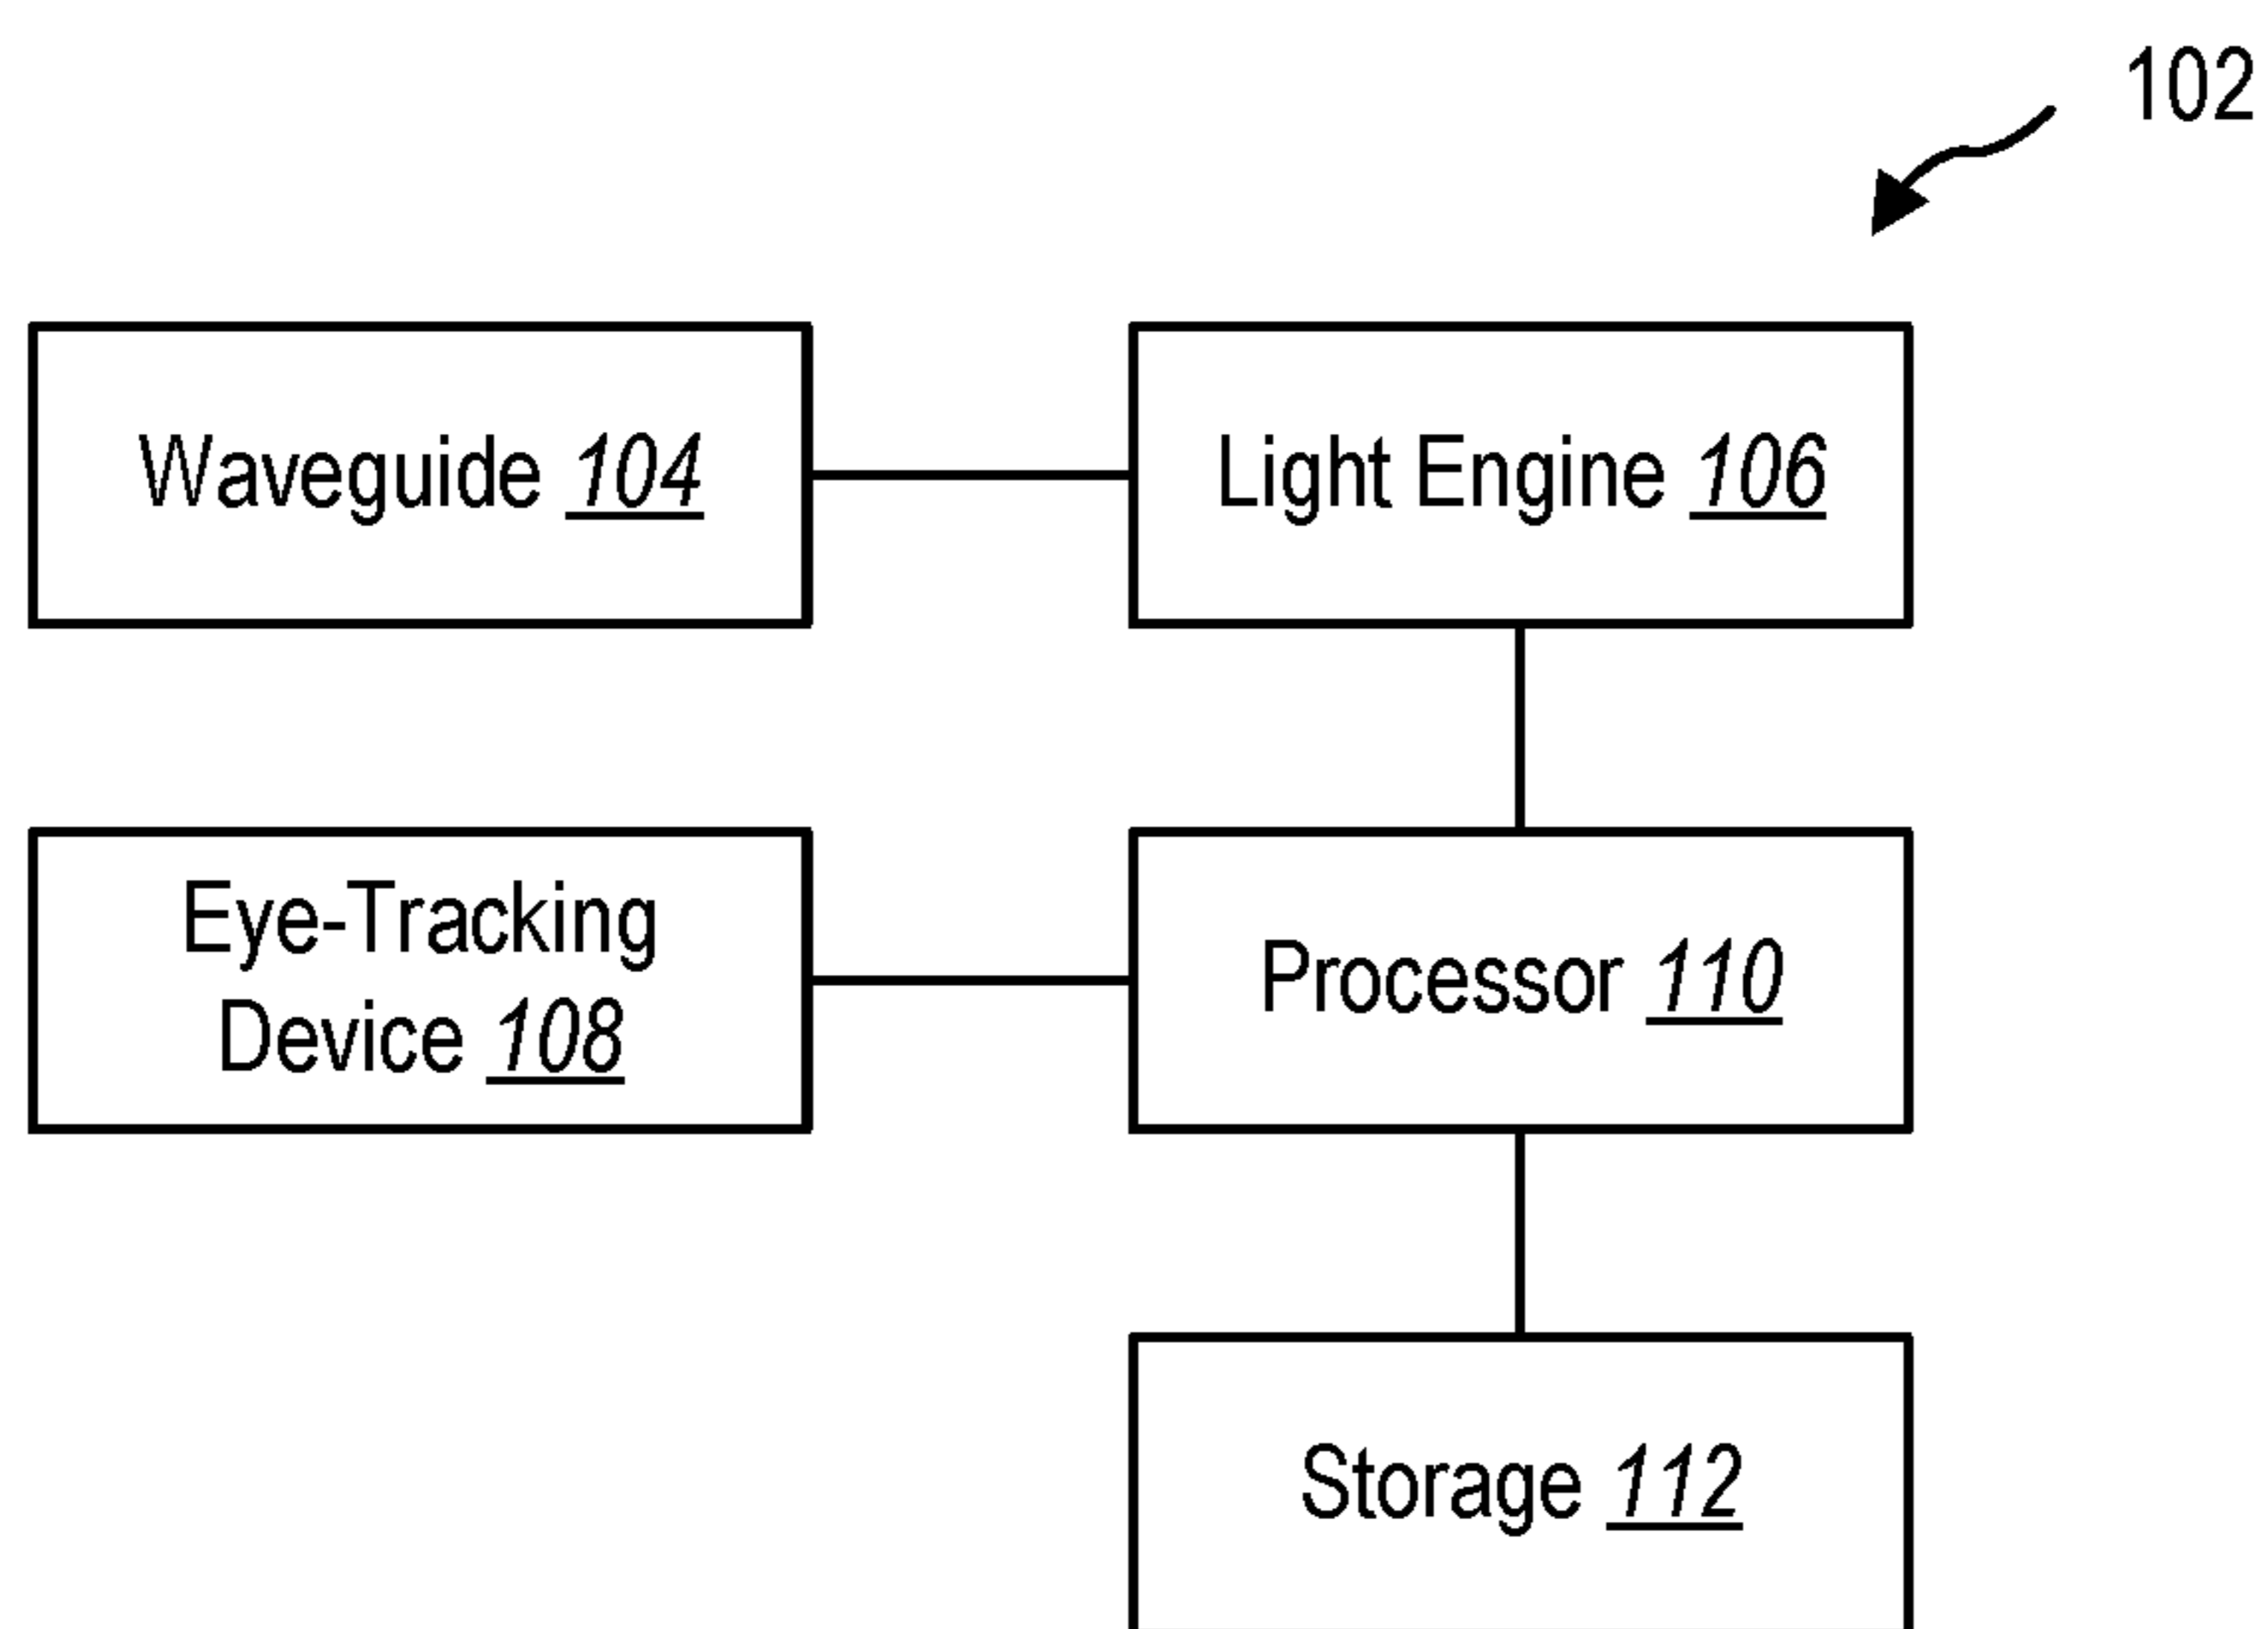 102
Waveguide 104
Light Engine 106
Eye-Tracking
Device 108
Processor 110
Storage 112